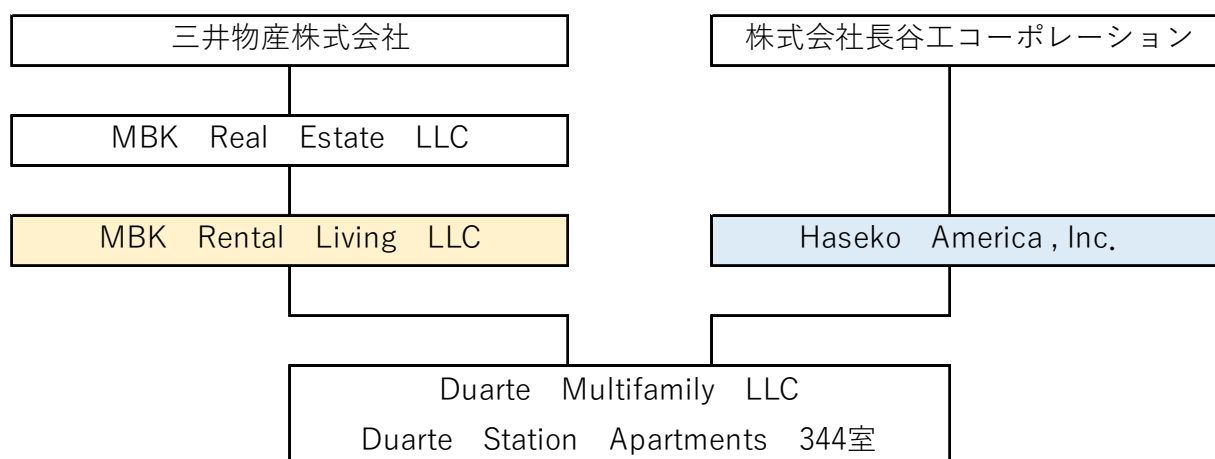 三井物産株式会社
株式会社長谷工コーポレーション
MBK Real Estate LLC
MBK Rental Living LLC
Haseko America , Inc.
Duarte Multifamily LLC
Duarte Station Apartments 344室